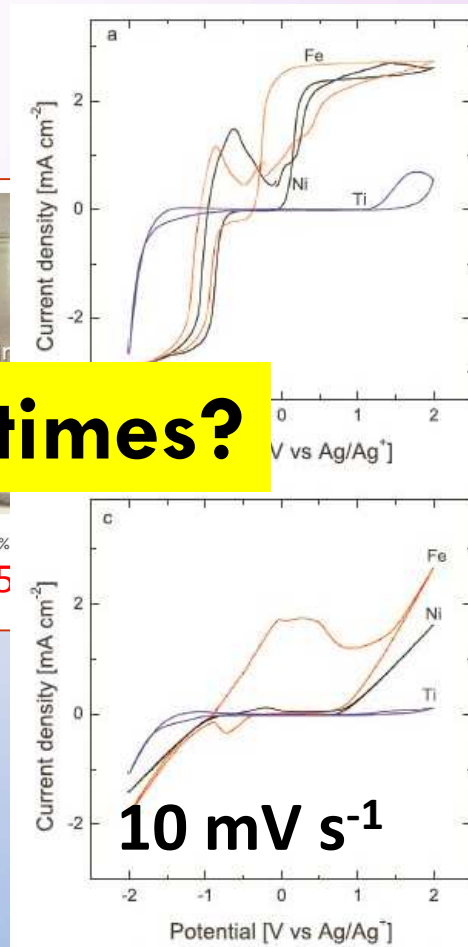 a
Fe
2
Ni
Ti
0
-2
Current density [mA cm-2]
times?
0
1
2
V vs Ag/Ag+]
%
5
c
Fe
2
Ni
Ti
0
-2
Current density [mA cm-2]
10 mV s-1
-2
-1
0
1
2
Potential [V vs Ag/Ag+]